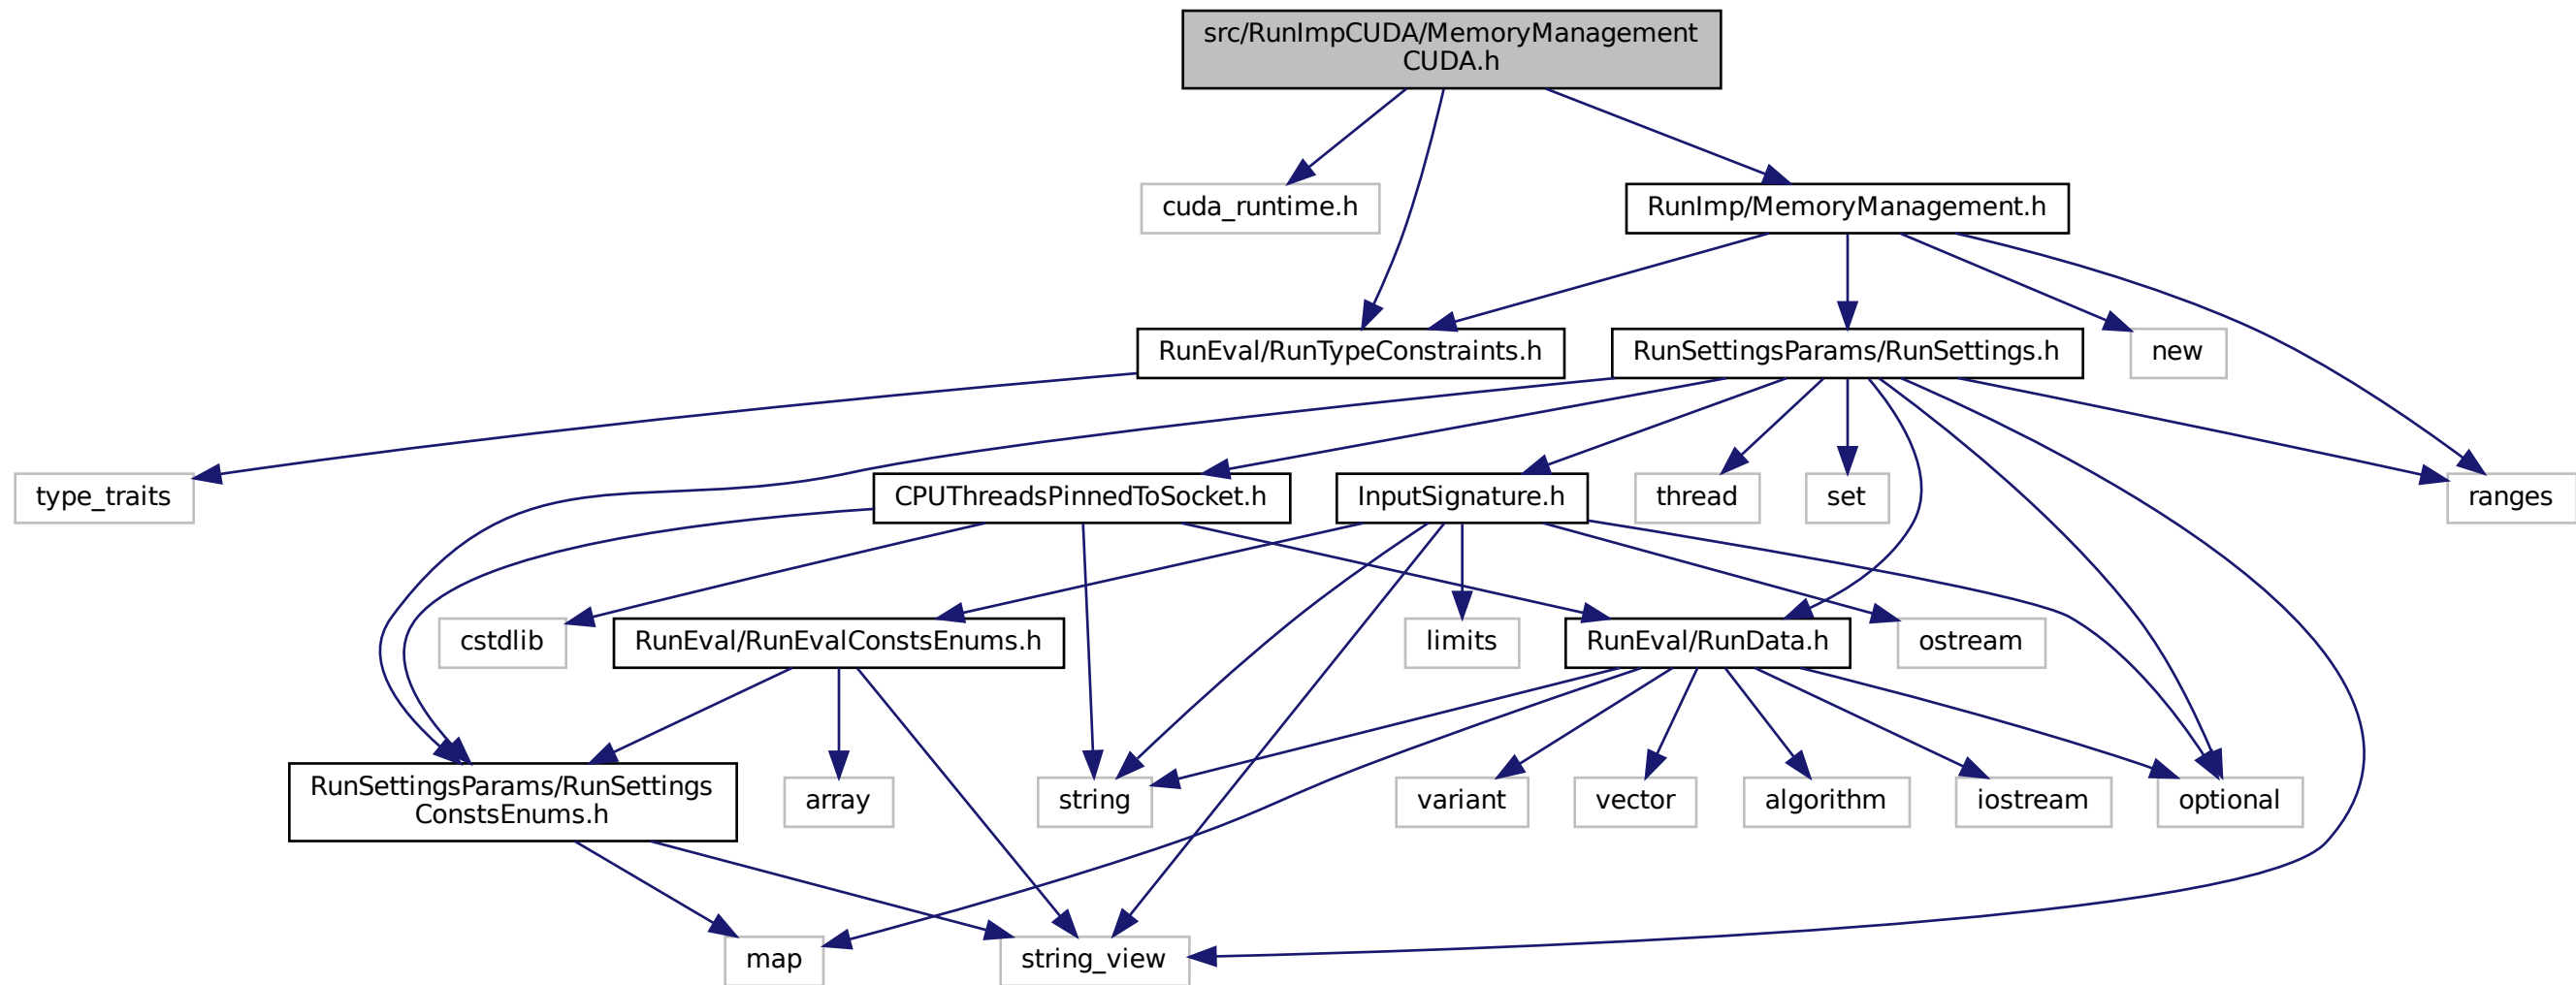 src/RunImpCUDA/MemoryManagement
CUDA.h
cuda_runtime.h
RunImp/MemoryManagement.h
RunEval/RunTypeConstraints.h
RunSettingsParams/RunSettings.h
new
type_traits
CPUThreadsPinnedToSocket.h
InputSignature.h
thread
set
ranges
cstdlib
RunEval/RunEvalConstsEnums.h
limits
RunEval/RunData.h
ostream
RunSettingsParams/RunSettings
ConstsEnums.h
array
string
variant
vector
algorithm
iostream
optional
map
string_view